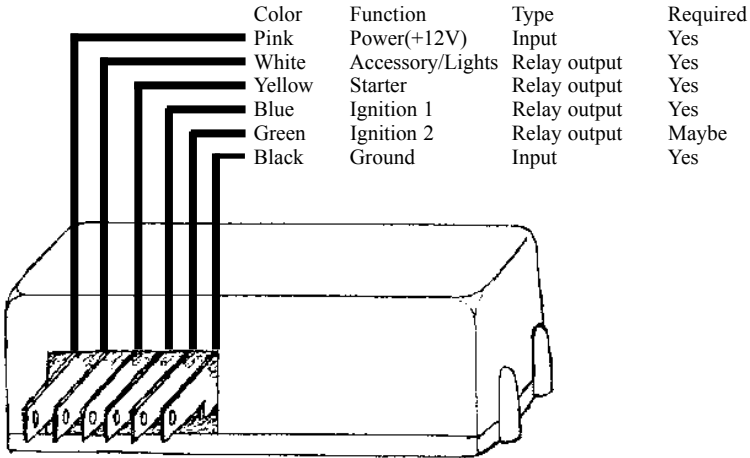 Color Function Type Required
Pink Power(+12V) Input Yes
White Accessory/Lights Relay output Yes
Yellow Starter Relay output Yes
Blue Ignition 1 Relay output Yes
Green Ignition 2 Relay output Maybe
Black Ground Input Yes